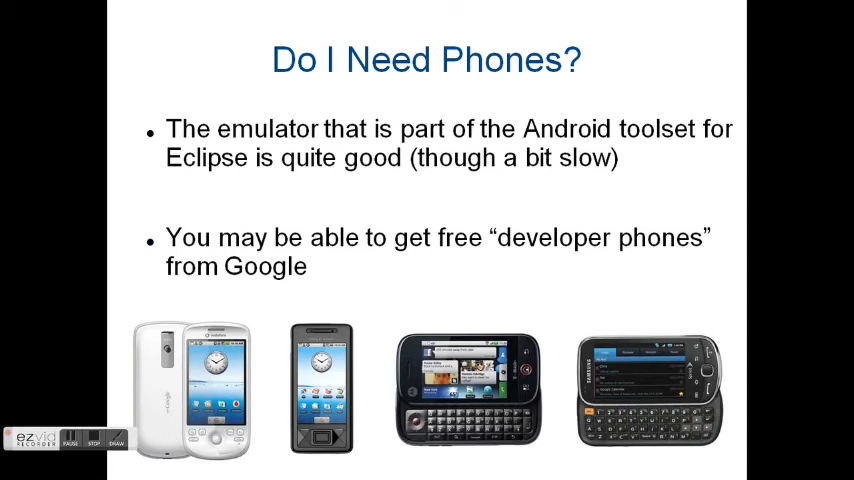 Do I Need Phones?
• The emulator that is part of the Android toolset for
Eclipse is quite good (though a bit slow)
• You may be able to get free “developer phones”
from Google
SAMSUNG
ezvid
RECORDER
PAUSE
STOP
DRAW